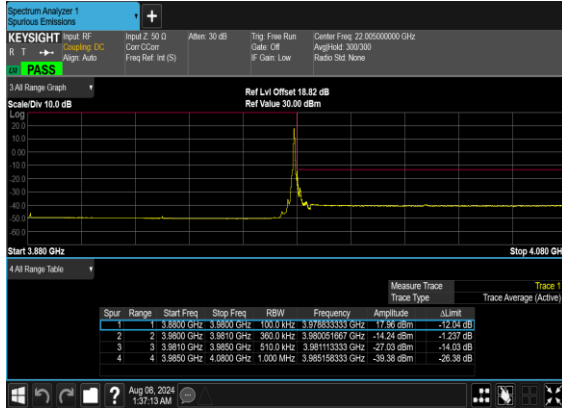 Spectrum Analyzer 1
Spurious Emissions
KEYSIGHT Input: RF Input Z: 50 Ω Atten: 30 dB Trig: Free Run Center Freq: 22.005000000 GHz
R T Coupling: DC Corr CCorr Gate: Off Avg|Hold: 300/300
Align: Auto Freq Ref: Int (S) IF Gain: Low Radio Std: None
PASS
3 All Range Graph
Ref Lvl Offset 18.82 dB
Scale/Div 10.0 dB Ref Value 30.00 dBm
Log
20.0
10.0
0.00
-10.0
-20.0
-30.0
-40.0
-50.0
-60.0
Start 3.880 GHz Stop 4.080 GH
4 All Range Table
Measure Trace Trace 1
Trace Type Trace Average (Active)
Spur Range Start Freq Stop Freq RBW Frequency Amplitude ΔLimit
1 1 3.8800 GHz 3.9800 GHz 100.0 kHz 3.978833333 GHz 17.96 dBm -12.04 dB
2 2 3.9800 GHz 3.9810 GHz 360.0 kHz 3.980051667 GHz -14.24 dBm -1.237 dB
3 3 3.9810 GHz 3.9850 GHz 510.0 kHz 3.981113333 GHz -27.03 dBm -14.03 dB
4 4 3.9850 GHz 4.0800 GHz 1.000 MHz 3.985158333 GHz -39.38 dBm -26.38 dB
Aug 08, 2024
1:37:13 AM